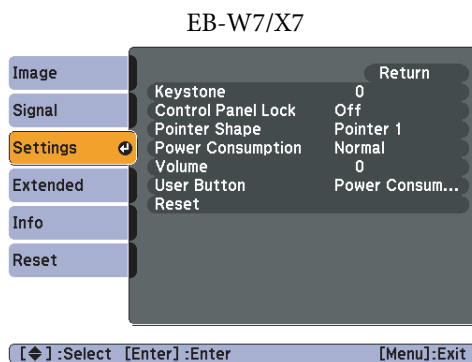 EB-W7/X7
Image
Signal
Settings
Extended
Info
Reset
Return
Keystone 0
Control Panel Lock Off
Pointer Shape Pointer 1
Power Consumption Normal
Volume 0
User Button Power Consum...
Reset
[◆] :Select [Enter] :Enter [Menu]:Exit